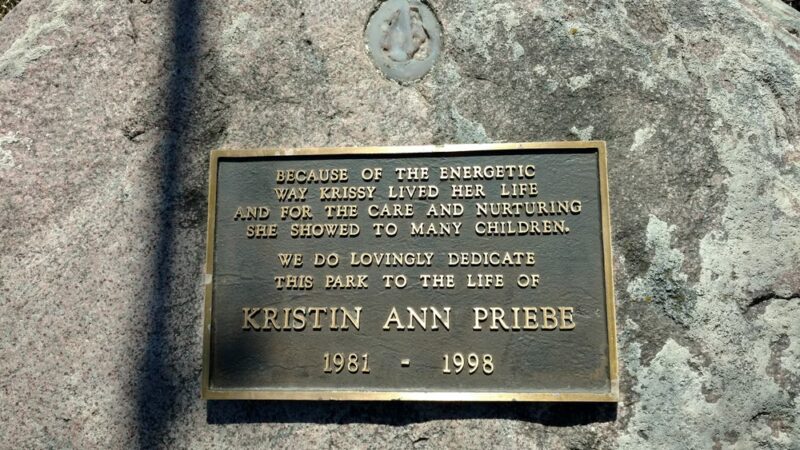 BECAUSE OF THE ENERGETIC
WAY KRISSY LIVED HER LIFE
AND FOR THE CARE AND NURTURING
SHE SHOWED TO MANY CHILDREN.
WE DO LOVINGLY DEDICATE
THIS PARK TO THE LIFE OF
KRISTIN ANN PRIEBE
1981 - 1998